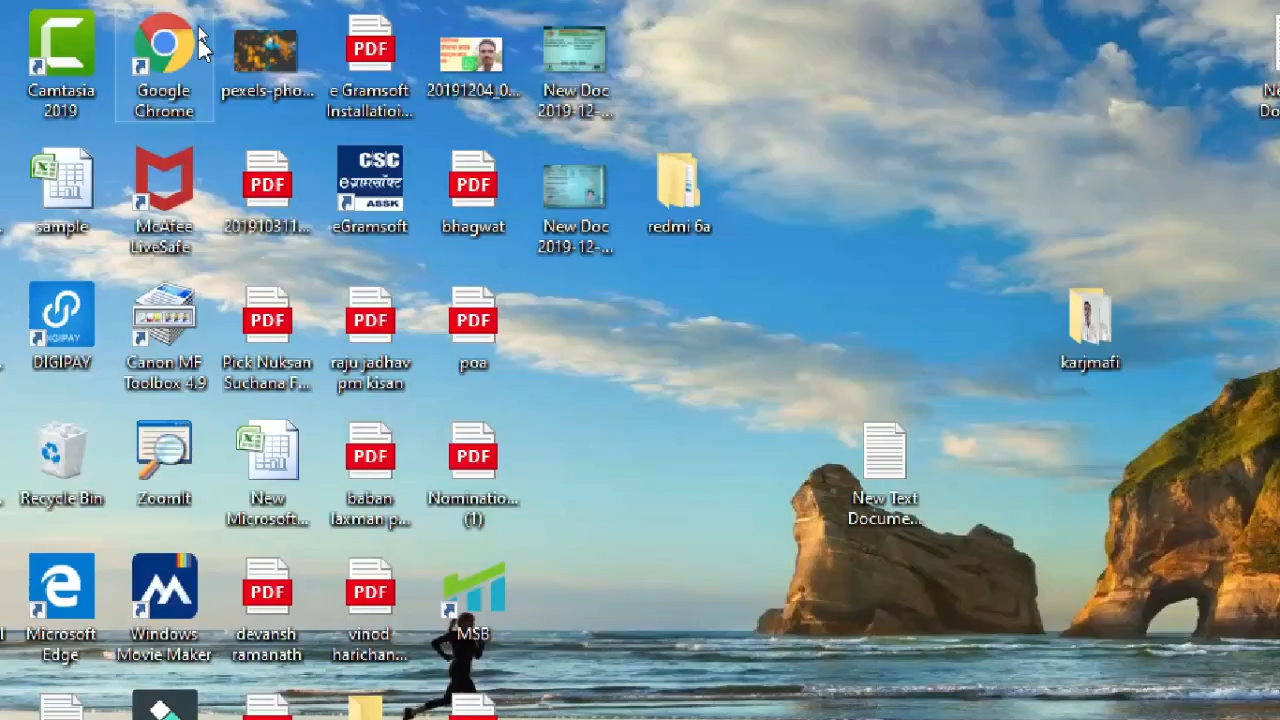 Camtasia
2019
Google
Chrome
pexels-pho...
PDF
e Gramsoft
Installatioi...
20191204_0...
New Doc
2019-12-...
sample
McAfee
LiveSafe
PDF
201910311...
CSC
e-ग्रामसॉफ्ट
ASSK
eGramsoft
PDF
bhagwat
New Doc
2019-12-...
redmi 6a
DIGIPAY
DIGIPAY
Canon MF
Toolbox 4.9
PDF
Pick Nuksan
Suchana F...
PDF
raju jadhav
pm kisan
PDF
poa
karjmafi
Recycle Bin
ZoomIt
New
Microsoft...
PDF
baban
laxman p...
PDF
Nominatio...
(1)
New Text
Docume...
Microsoft
Edge
Windows
Movie Maker
PDF
devansh
ramanath
PDF
vinod
harichan...
MSB